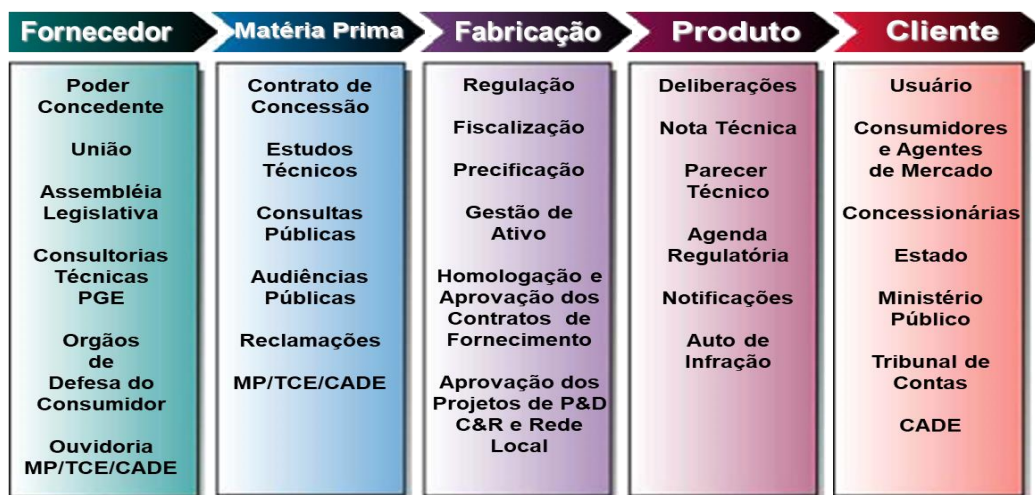 Fornecedor
Matéria Prima
Fabricação
Produto
Cliente
Poder
Concedente
União
Assembléia
Legislativa
Consultorias
Técnicas
PGE
Orgãos
de
Defesa do
Consumidor
Ouvidoria
MP/TCE/CADE
Contrato de
Concessão
Estudos
Técnicos
Consultas
Públicas
Audiências
Públicas
Reclamações
MP/TCE/CADE
Regulação
Fiscalização
Precificação
Gestão de
Ativo
Homologação e
Aprovação dos
Contratos de
Fornecimento
Aprovação dos
Projetos de P&D
C&R e Rede
Local
Deliberações
Nota Técnica
Parecer
Técnico
Agenda
Regulatória
Notificações
Auto de
Infração
Usuário
Consumidores
e Agentes
de Mercado
Concessionárias
Estado
Ministério
Público
Tribunal de
Contas
CADE